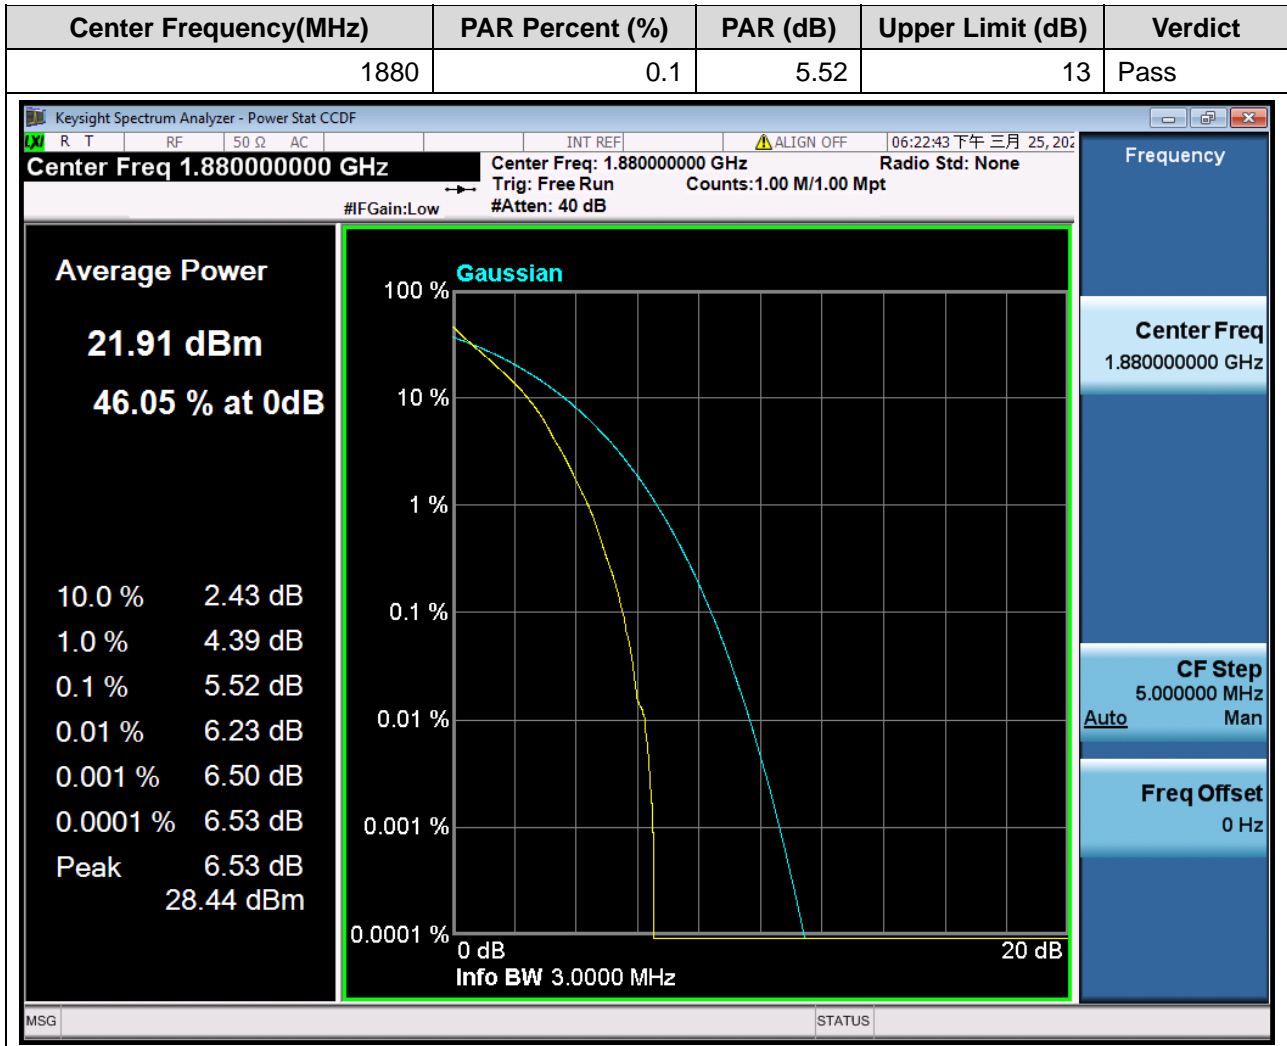 Center Frequency(MHz) PAR Percent (%) PAR (dB) Upper Limit (dB) Verdict
1880 0.1 5.52 13 Pass
Keysight Spectrum Analyzer - Power Stat CCDF
LXI R T RF 50 Ω AC INT REF ALIGN OFF 06:22:43 下午 三月 25, 202
Center Freq 1.880000000 GHz
Center Freq: 1.880000000 GHz Radio Std: None
Trig: Free Run Counts:1.00 M/1.00 Mpt
#IFGain:Low #Atten: 40 dB
Frequency
Average Power
21.91 dBm
46.05 % at 0dB
10.0 % 2.43 dB
1.0 % 4.39 dB
0.1 % 5.52 dB
0.01 % 6.23 dB
0.001 % 6.50 dB
0.0001 % 6.53 dB
Peak 6.53 dB
28.44 dBm
Gaussian
100 %
10 %
1 %
0.1 %
0.01 %
0.001 %
0.0001 %
0 dB 20 dB
Info BW 3.0000 MHz
Center Freq
1.880000000 GHz
CF Step
5.000000 MHz
Auto Man
Freq Offset
0 Hz
MSG STATUS